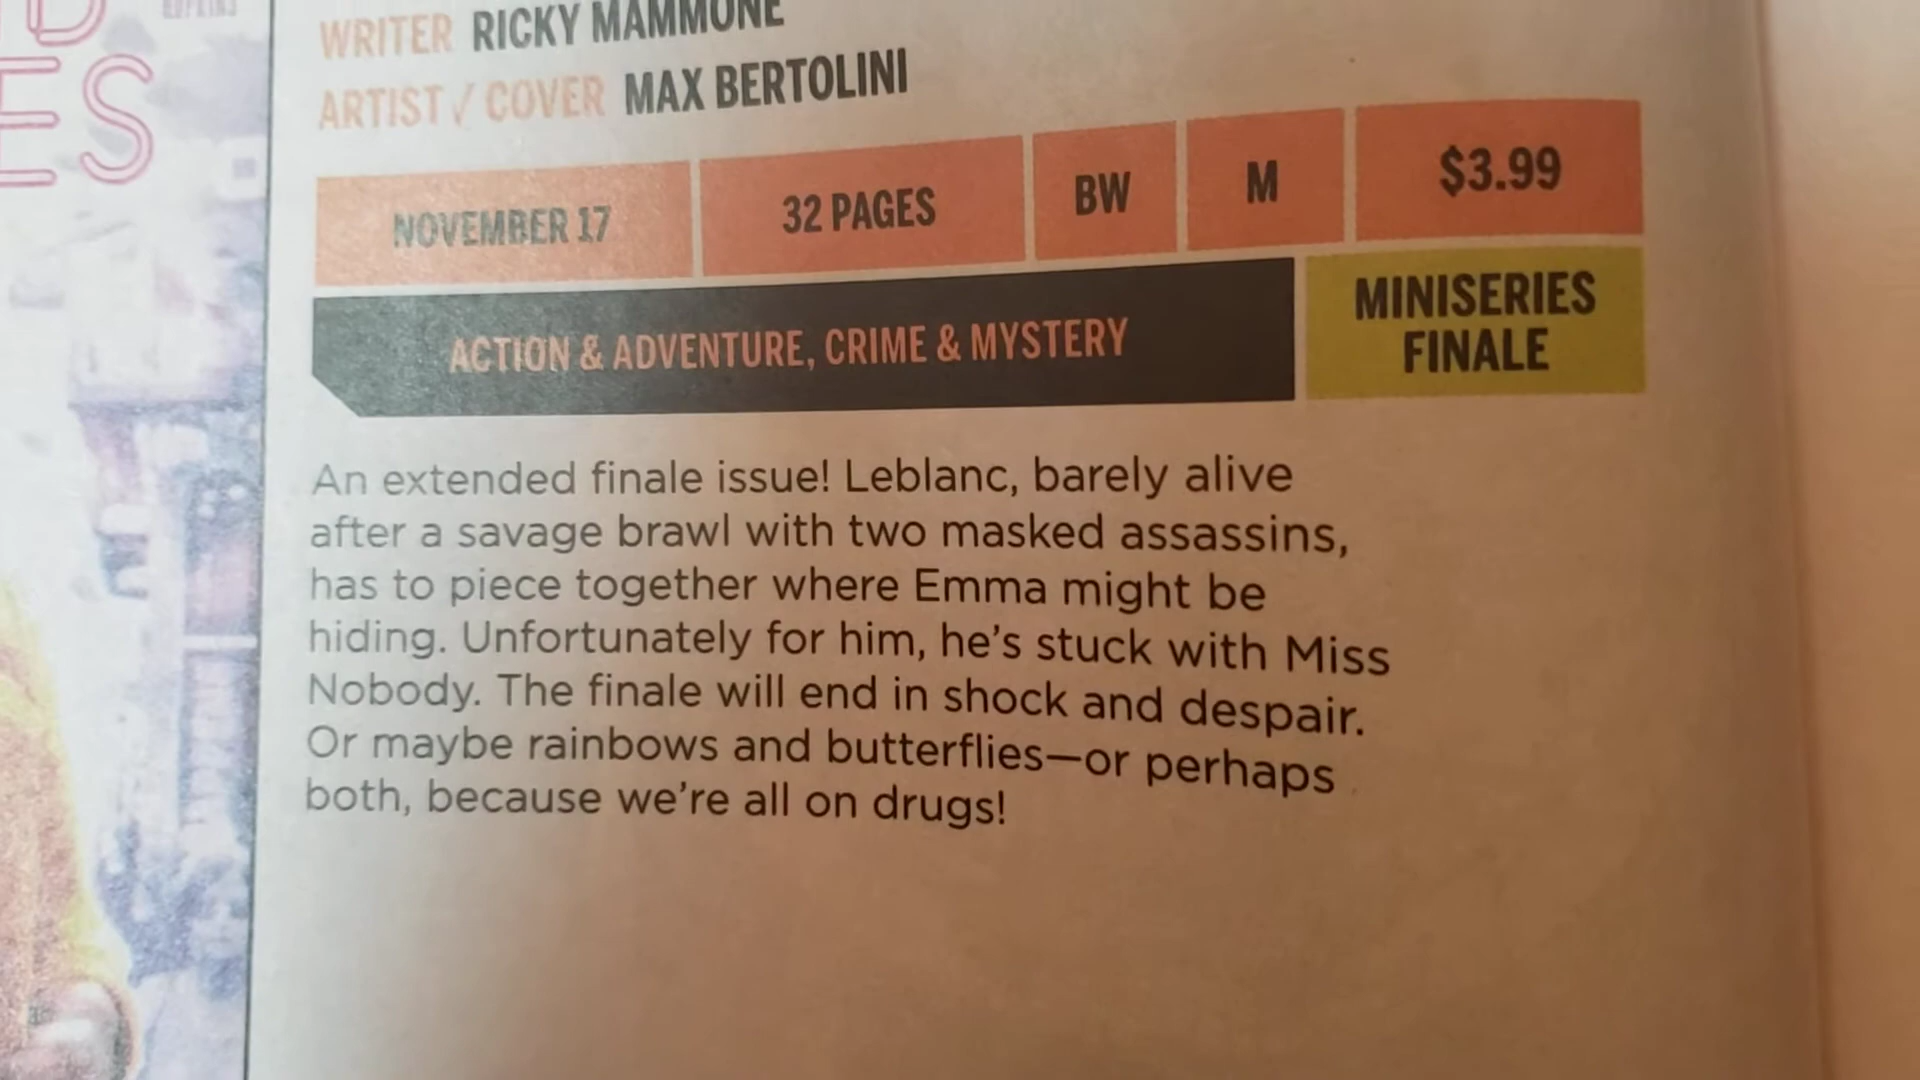 WRITER RICKY MAMMONE
ARTIST / COVER MAX BERTOLINI
NOVEMBER 17 32 PAGES BW M $3.99
ACTION & ADVENTURE, CRIME & MYSTERY
MINISERIES
FINALE
An extended finale issue! Leblanc, barely alive
after a savage brawl with two masked assassins,
has to piece together where Emma might be
hiding. Unfortunately for him, he's stuck with Miss
Nobody. The finale will end in shock and despair.
Or maybe rainbows and butterflies—or perhaps
both, because we're all on drugs!